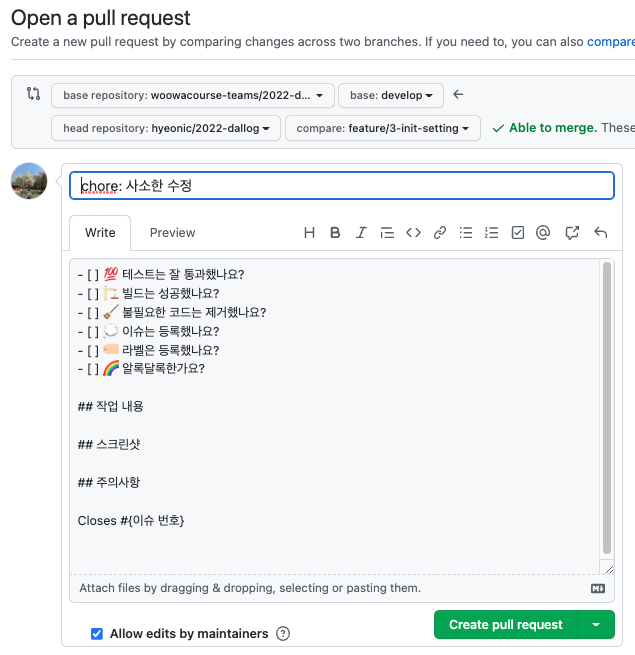 Open a pull request
Create a new pull request by comparing changes across two branches. If you need to, you can also compare
base repository: woowacourse-teams/2022-d... base: develop
head repository: hyeonic/2022-dallog compare: feature/3-init-setting Able to merge. These
chore: 사소한 수정
Write Preview
- [ ] 💯 테스트는 잘 통과했나요?
- [ ] 🏗️ 빌드는 성공했나요?
- [ ] 🧹 불필요한 코드는 제거했나요?
- [ ] 💭 이슈는 등록했나요?
- [ ] 🏷️ 라벨은 등록했나요?
- [ ] 🌈 알록달록한가요?
## 작업 내용
## 스크린샷
## 주의사항
Closes #{이슈 번호}
Attach files by dragging & dropping, selecting or pasting them.
Allow edits by maintainers
Create pull request